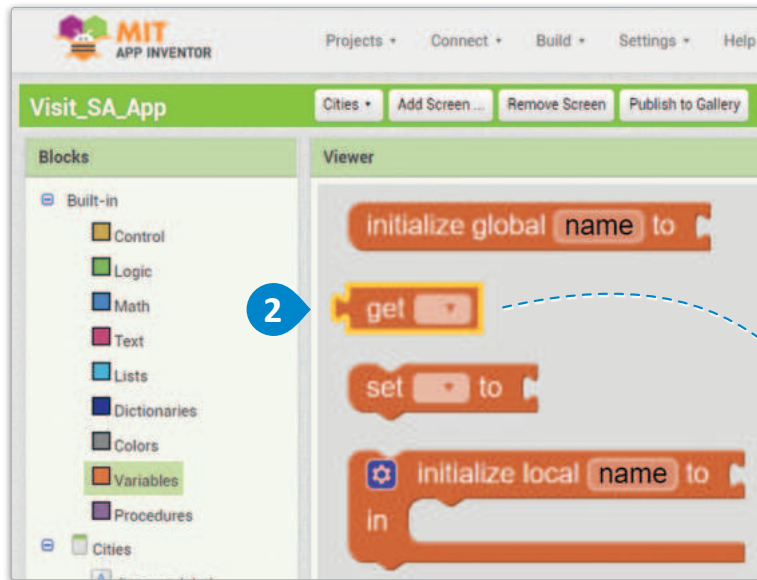 MIT
APP INVENTOR
Projects Connect Build Settings Help
Visit_SA_App
Cities Add Screen ... Remove Screen Publish to Gallery
Blocks
Viewer
Built-in
Control
Logic
Math
Text
Lists
Dictionaries
Colors
Variables
Procedures
Cities
initialize global name to
2
get
set to
initialize local name to
in